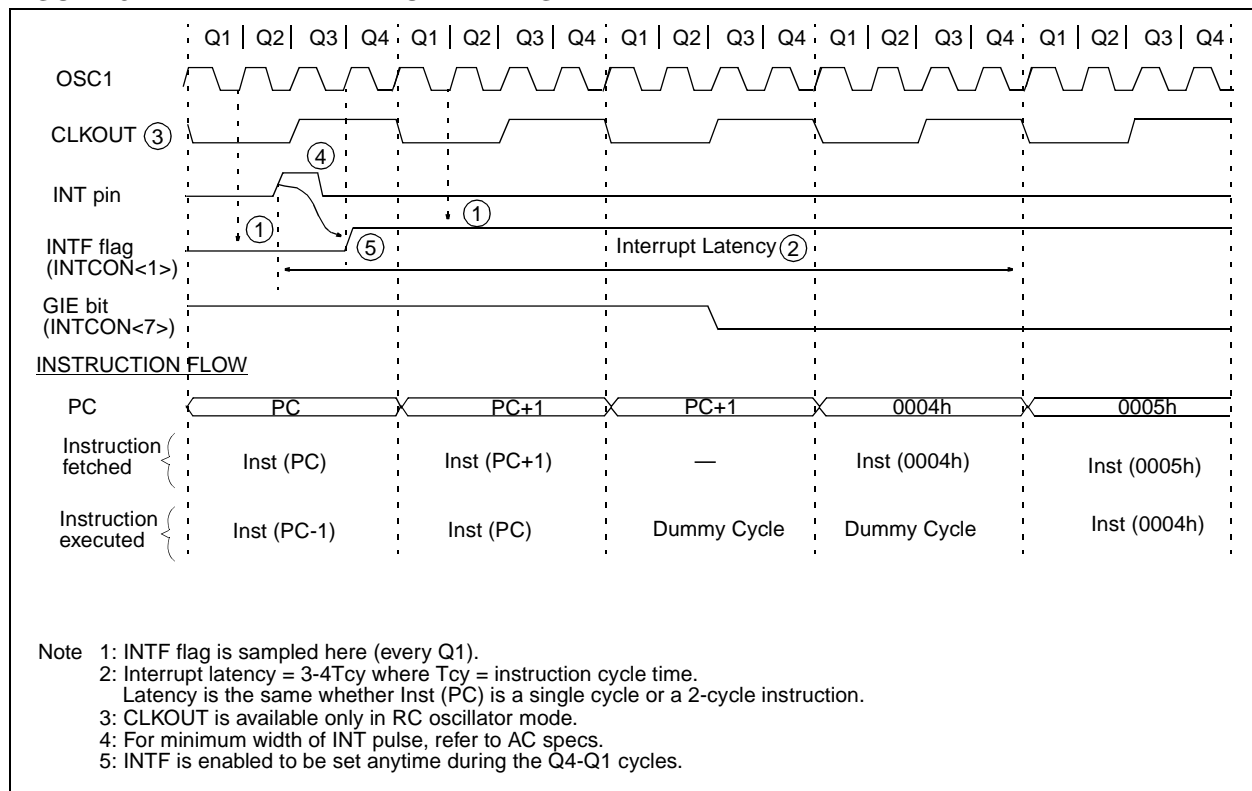 Q1 | Q2 | Q3 | Q4 Q1 | Q2 | Q3 | Q4 Q1 | Q2 | Q3 | Q4 Q1 | Q2 | Q3 | Q4 Q1 | Q2 | Q3 | Q4
OSC1
CLKOUT ③
④
INT pin
① ①
INTF flag
(INTCON<1>)
⑤ Interrupt Latency ②
GIE bit
(INTCON<7>)
INSTRUCTION FLOW
PC PC PC+1 PC+1 0004h 0005h
Instruction
fetched
Inst (PC) Inst (PC+1) — Inst (0004h) Inst (0005h)
Instruction
executed
Inst (PC-1) Inst (PC) Dummy Cycle Dummy Cycle Inst (0004h)
Note 1: INTF flag is sampled here (every Q1).
2: Interrupt latency = 3-4Tcy where Tcy = instruction cycle time.
Latency is the same whether Inst (PC) is a single cycle or a 2-cycle instruction.
3: CLKOUT is available only in RC oscillator mode.
4: For minimum width of INT pulse, refer to AC specs.
5: INTF is enabled to be set anytime during the Q4-Q1 cycles.